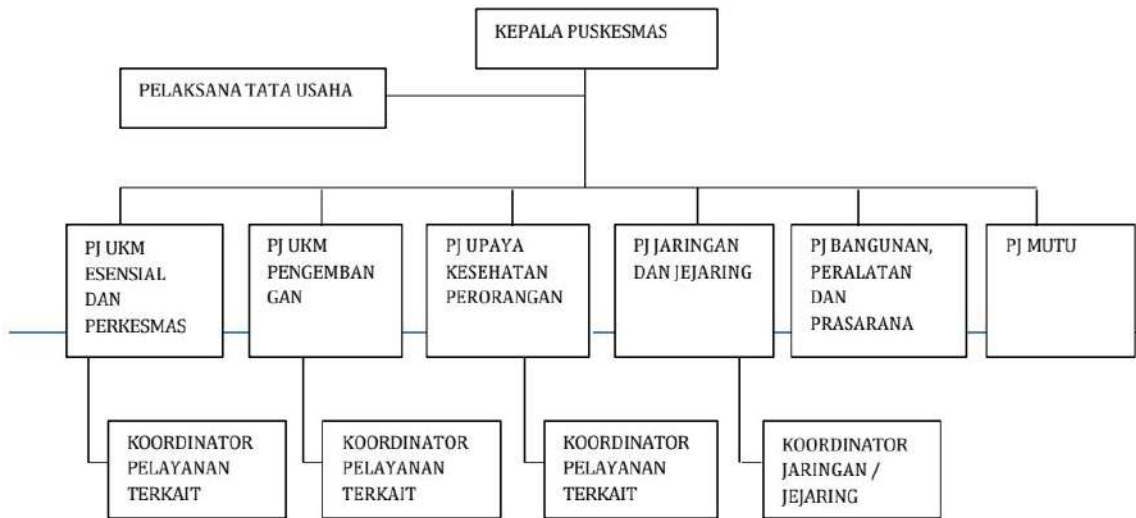 KEPALA PUSKESMAS
PELAKSANA TATA USAHA
PJ UKM
ESENSIAL
DAN
PERKESMAS
PJ UKM
PENGEMBAN
GAN
PJ UPAYA
KESEHATAN
PERORANGAN
PJ JARINGAN
DAN JEJARING
PJ BANGUNAN,
PERALATAN
DAN
PRASARANA
PJ MUTU
KOORDINATOR
PELAYANAN
TERKAIT
KOORDINATOR
PELAYANAN
TERKAIT
KOORDINATOR
PELAYANAN
TERKAIT
KOORDINATOR
JARINGAN /
JEJARING